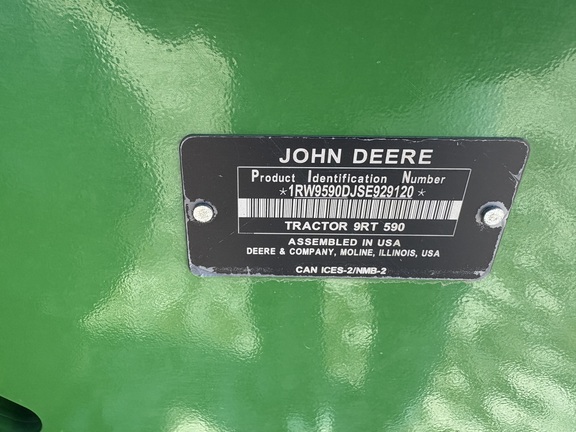 JOHN DEERE
Product Identification Number
*1RW9590DJSE929120*
TRACTOR 9RT 590
ASSEMBLED IN USA
DEERE & COMPANY, MOLINE, ILLINOIS, USA
CAN ICES-2/NMB-2